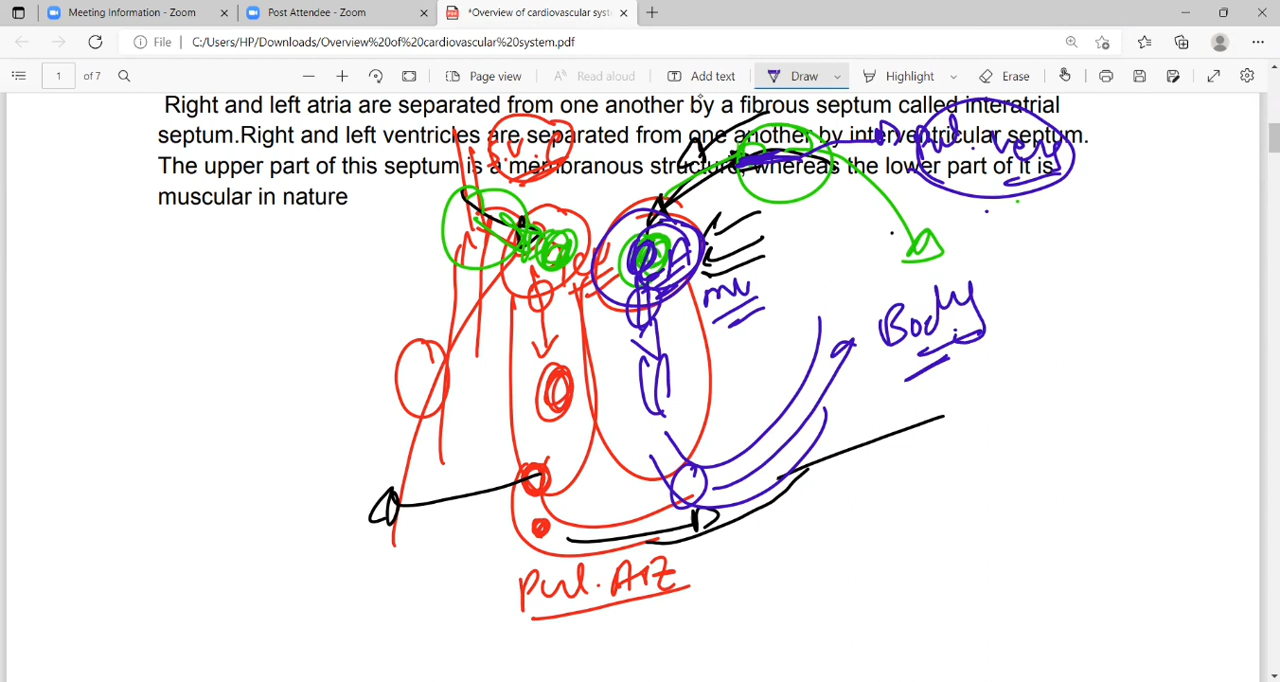 Meeting Information - Zoom
Post Attendee - Zoom
*Overview of cardiovascular syst
File | C:/Users/HP/Downloads/Overview%20of%20cardiovascular%20system.pdf
1 of 7
Page view
Read aloud
Add text
Draw
Highlight
Erase
Right and left atria are separated from one another by a fibrous septum called interatrial
septum.Right and left ventricles are separated from one another by interventricular septum.
The upper part of this septum is a membranous structure, whereas the lower part of it is
muscular in nature
S.V.C
Pul. Veins
MV
Body
Pul. Art